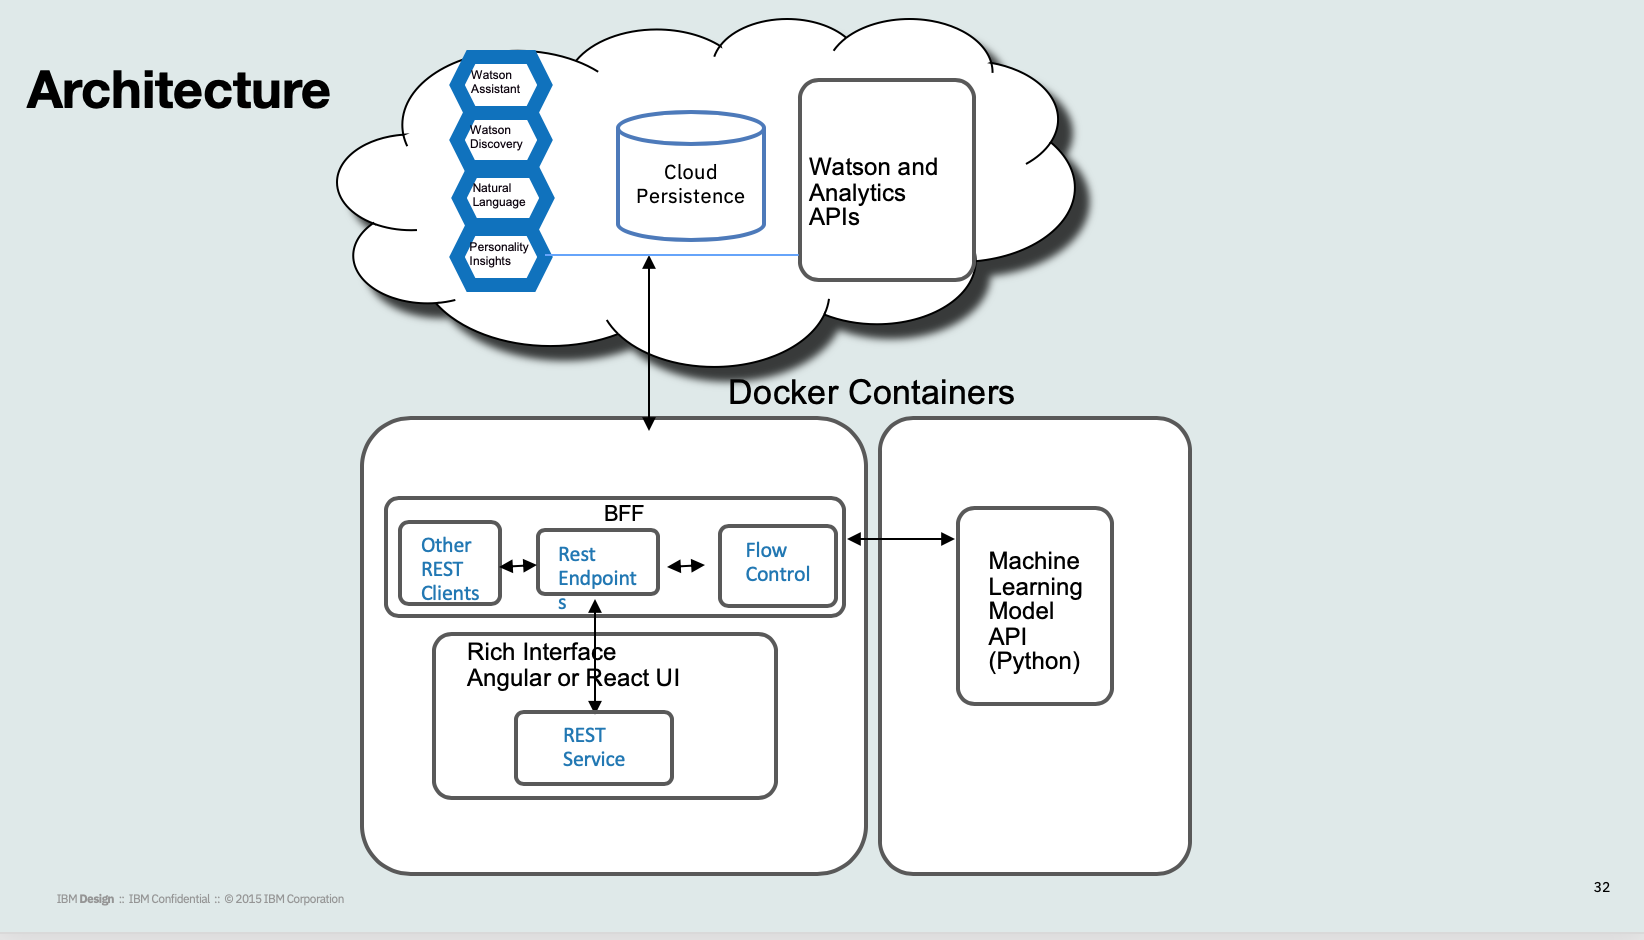 Architecture
Watson
Assistant
Watson
Discovery
Natural
Language
Personality
Insights
Cloud
Persistence
Watson and
Analytics
APIs
Docker Containers
BFF
Other
REST
Clients
Rest
Endpoint
s
Flow
Control
Rich Interface
Angular or React UI
REST
Service
Machine
Learning
Model
API
(Python)
IBM Design :: IBM Confidential :: © 2015 IBM Corporation
32